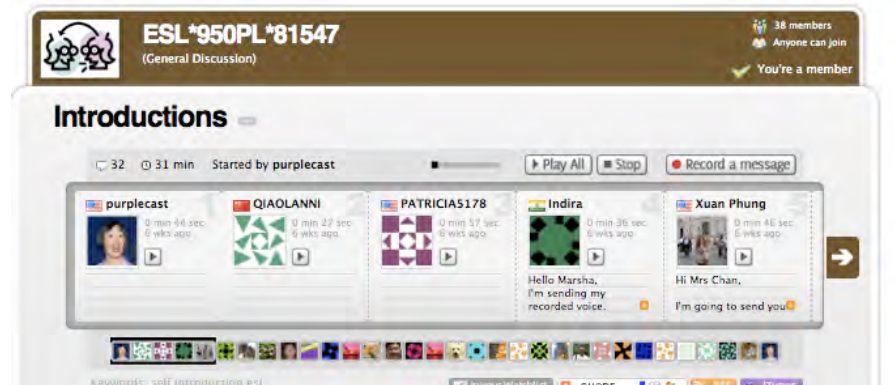 ESL*950PL*81547
(General Discussion)
38 members
Anyone can join
You're a member
Introductions
32 31 min Started by purplecast
Play All Stop Record a message
purplecast
0 min 44 sec
6 wks ago
QIAOLANNI
0 min 27 sec
6 wks ago
PATRICIA5178
0 min 57 sec
6 wks ago
Indira
0 min 36 sec
6 wks ago
Hello Marsha,
I'm sending my
recorded voice.
Xuan Phung
0 min 46 sec
6 wks ago
Hi Mrs Chan,
I'm going to send you